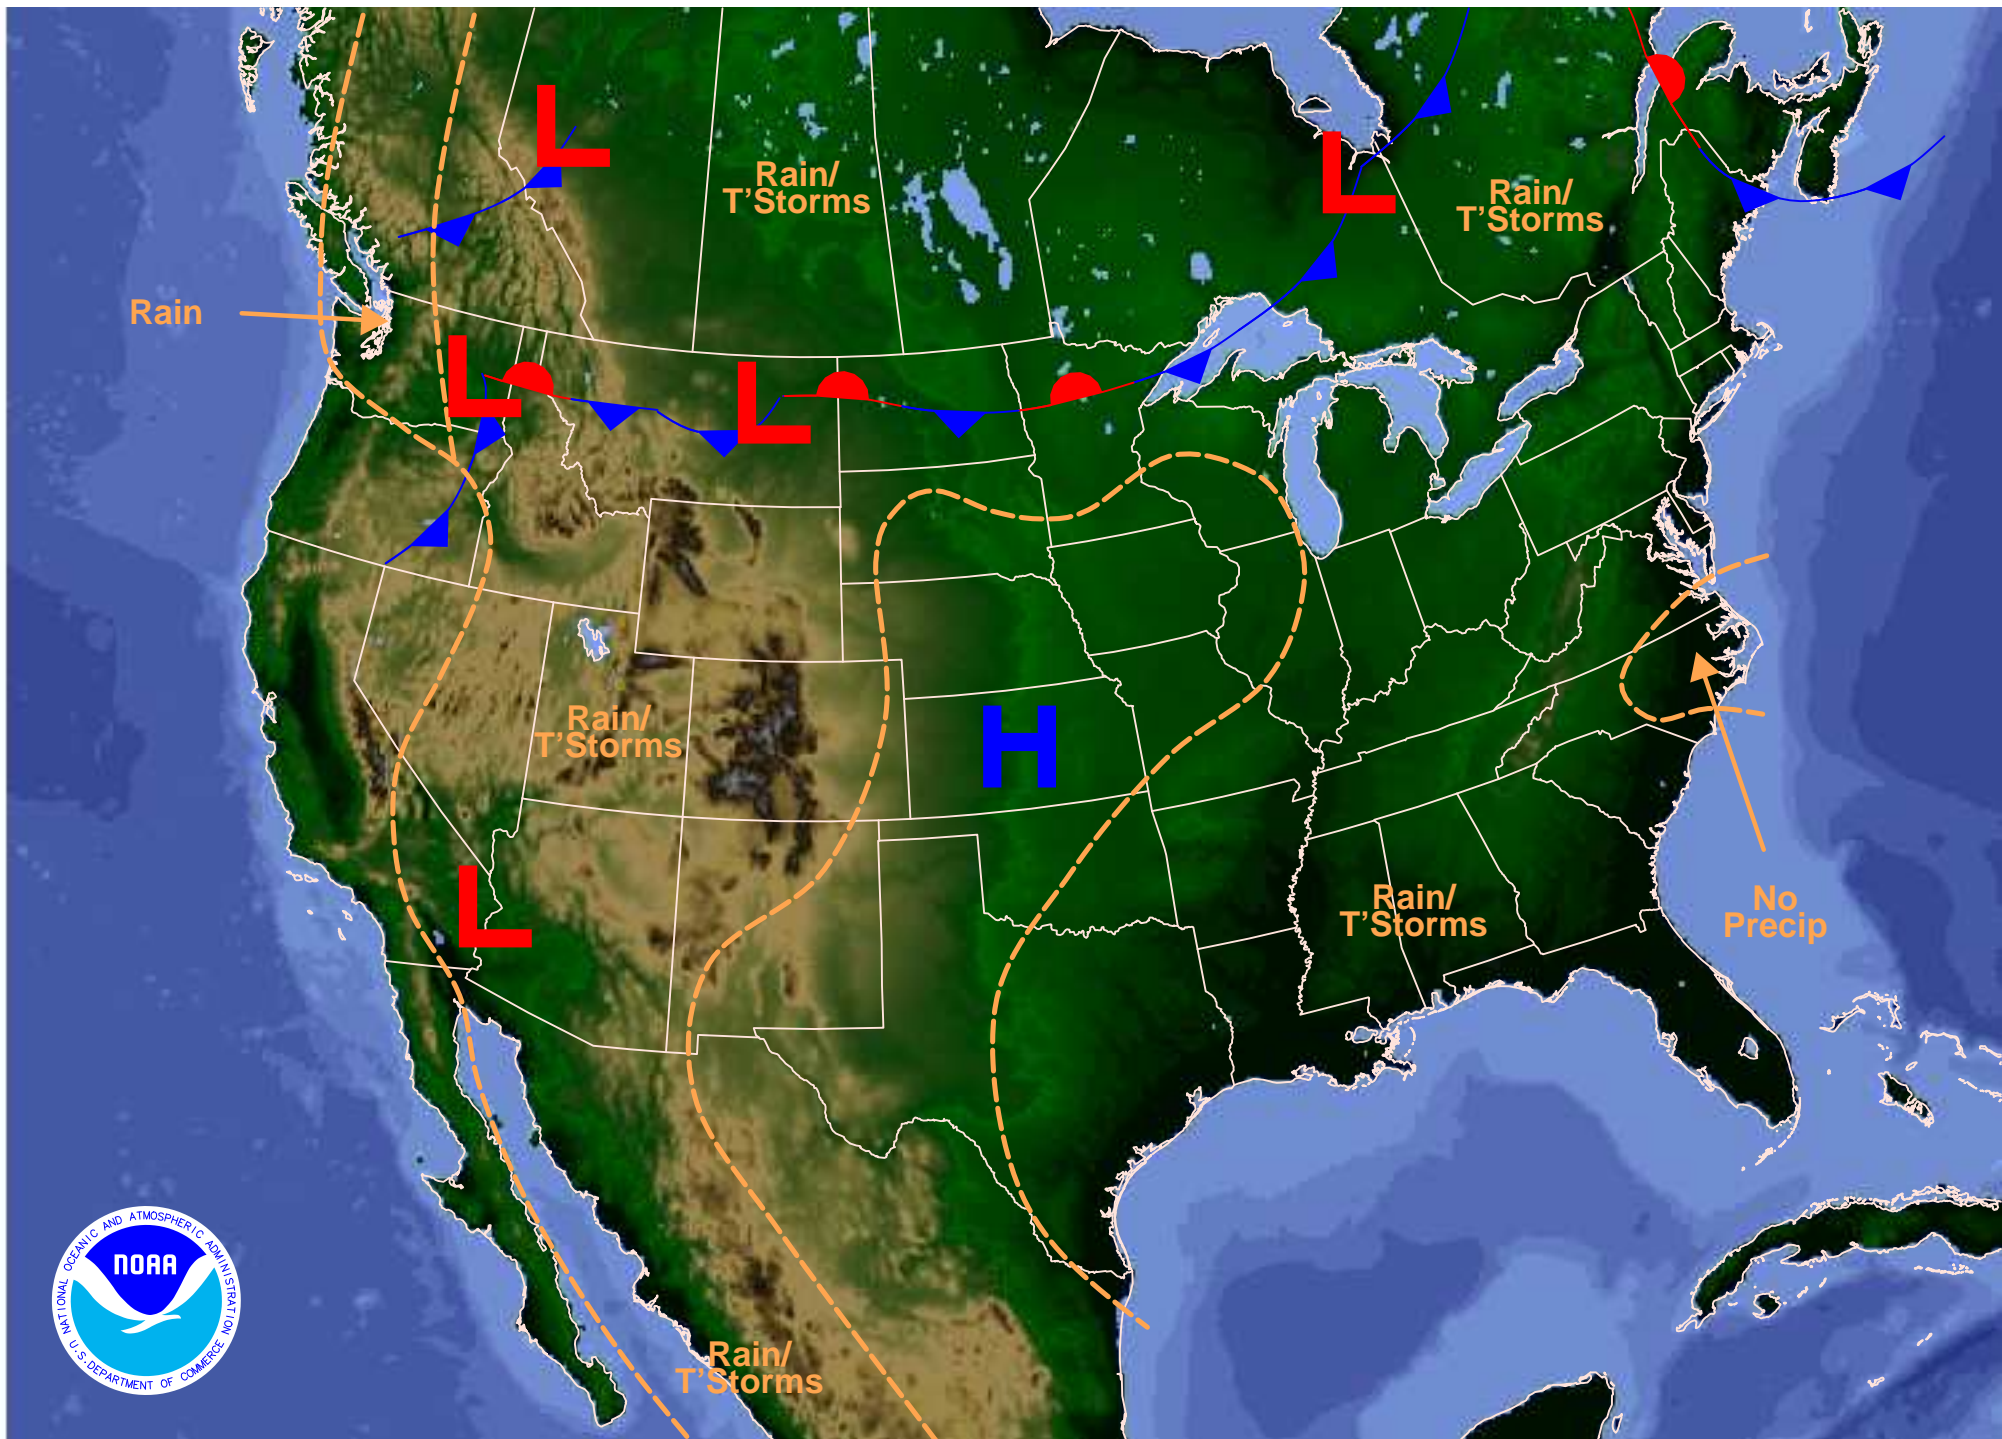 L
Rain/
T'Storms
L
Rain/
T'Storms
Rain
L
L
Rain/
T'Storms
H
L
Rain/
T'Storms
No
Precip
NATIONAL OCEANIC AND ATMOSPHERIC ADMINISTRATION
NOAA
U.S. DEPARTMENT OF COMMERCE
Rain/
T'Storms